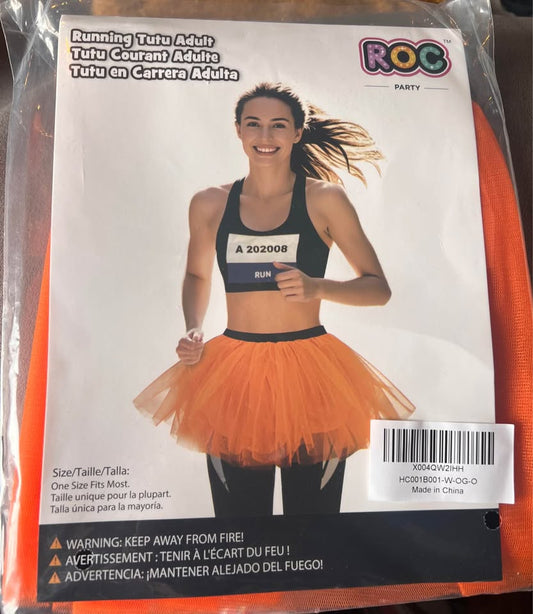 Running Tutu Adult
Tutu Courant Adulte
Tutu en Carrera Adulta
ROC™
PARTY
A 202008
RUN
Size/Taille/Talla:
One Size Fits Most.
Taille unique pour la plupart.
Talla única para la mayoría.
X004QW2IHH
HC001B001-W-OG-O
Made in China
⚠ WARNING: KEEP AWAY FROM FIRE!
⚠ AVERTISSEMENT : TENIR À L'ÉCART DU FEU !
⚠ ADVERTENCIA: ¡MANTENER ALEJADO DEL FUEGO!